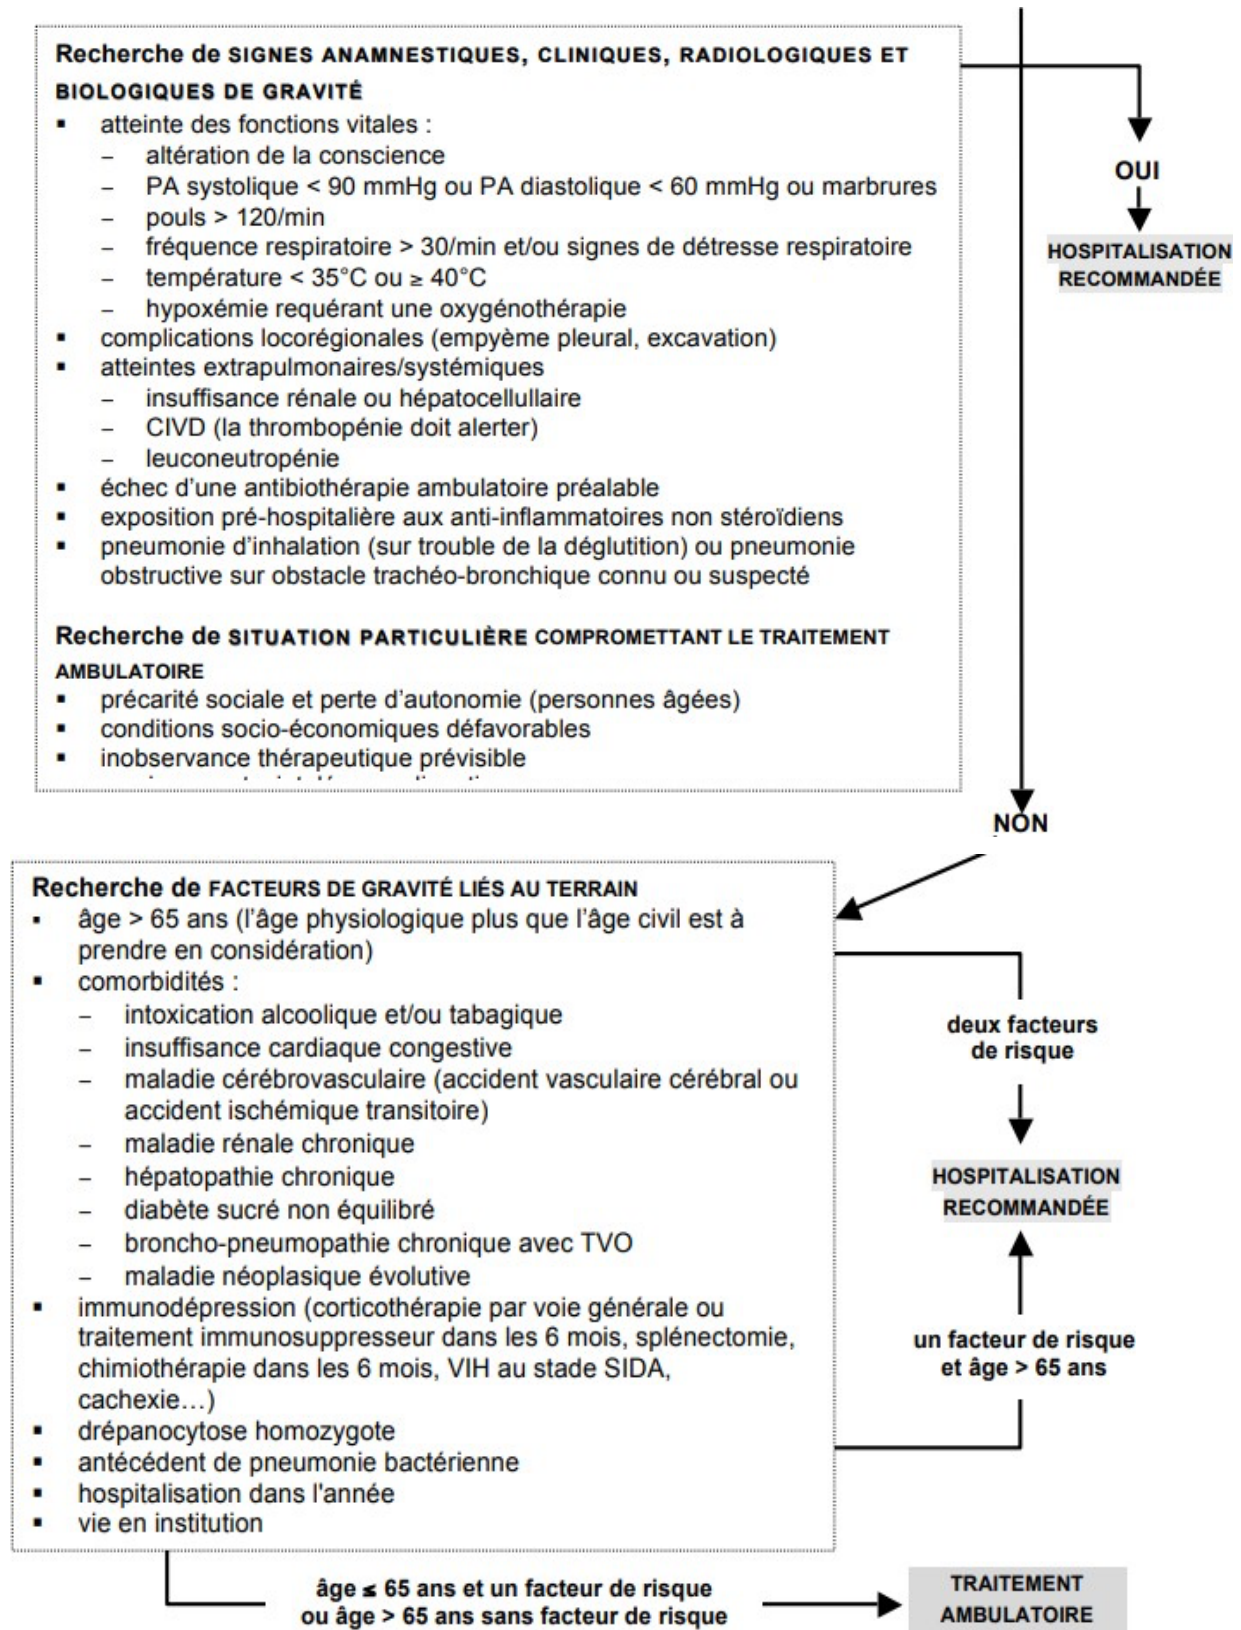 Recherche de SIGNES ANAMNESTIQUES, CLINIQUES, RADIOLOGIQUES ET
BIOLOGIQUES DE GRAVITÉ
▪ atteinte des fonctions vitales :
– altération de la conscience
– PA systolique < 90 mmHg ou PA diastolique < 60 mmHg ou marbrures
– pouls > 120/min
– fréquence respiratoire > 30/min et/ou signes de détresse respiratoire
– température < 35°C ou ≥ 40°C
– hypoxémie requérant une oxygénothérapie
▪ complications locorégionales (empyème pleural, excavation)
▪ atteintes extrapulmonaires/systémiques
– insuffisance rénale ou hépatocellullaire
– CIVD (la thrombopénie doit alerter)
– leuconeutropénie
▪ échec d'une antibiothérapie ambulatoire préalable
▪ exposition pré-hospitalière aux anti-inflammatoires non stéroïdiens
▪ pneumonie d'inhalation (sur trouble de la déglutition) ou pneumonie
obstructive sur obstacle trachéo-bronchique connu ou suspecté
Recherche de SITUATION PARTICULIÈRE COMPROMETTANT LE TRAITEMENT
AMBULATOIRE
▪ précarité sociale et perte d'autonomie (personnes âgées)
▪ conditions socio-économiques défavorables
▪ inobservance thérapeutique prévisible
OUI
HOSPITALISATION
RECOMMANDÉE
NON
Recherche de FACTEURS DE GRAVITÉ LIÉS AU TERRAIN
▪ âge > 65 ans (l'âge physiologique plus que l'âge civil est à
prendre en considération)
▪ comorbidités :
– intoxication alcoolique et/ou tabagique
– insuffisance cardiaque congestive
– maladie cérébrovasculaire (accident vasculaire cérébral ou
accident ischémique transitoire)
– maladie rénale chronique
– hépatopathie chronique
– diabète sucré non équilibré
– broncho-pneumopathie chronique avec TVO
– maladie néoplasique évolutive
▪ immunodépression (corticothérapie par voie générale ou
traitement immunosuppresseur dans les 6 mois, splénectomie,
chimiothérapie dans les 6 mois, VIH au stade SIDA,
cachexie…)
▪ drépanocytose homozygote
▪ antécédent de pneumonie bactérienne
▪ hospitalisation dans l'année
▪ vie en institution
deux facteurs
de risque
HOSPITALISATION
RECOMMANDÉE
un facteur de risque
et âge > 65 ans
âge ≤ 65 ans et un facteur de risque
ou âge > 65 ans sans facteur de risque
TRAITEMENT
AMBULATOIRE